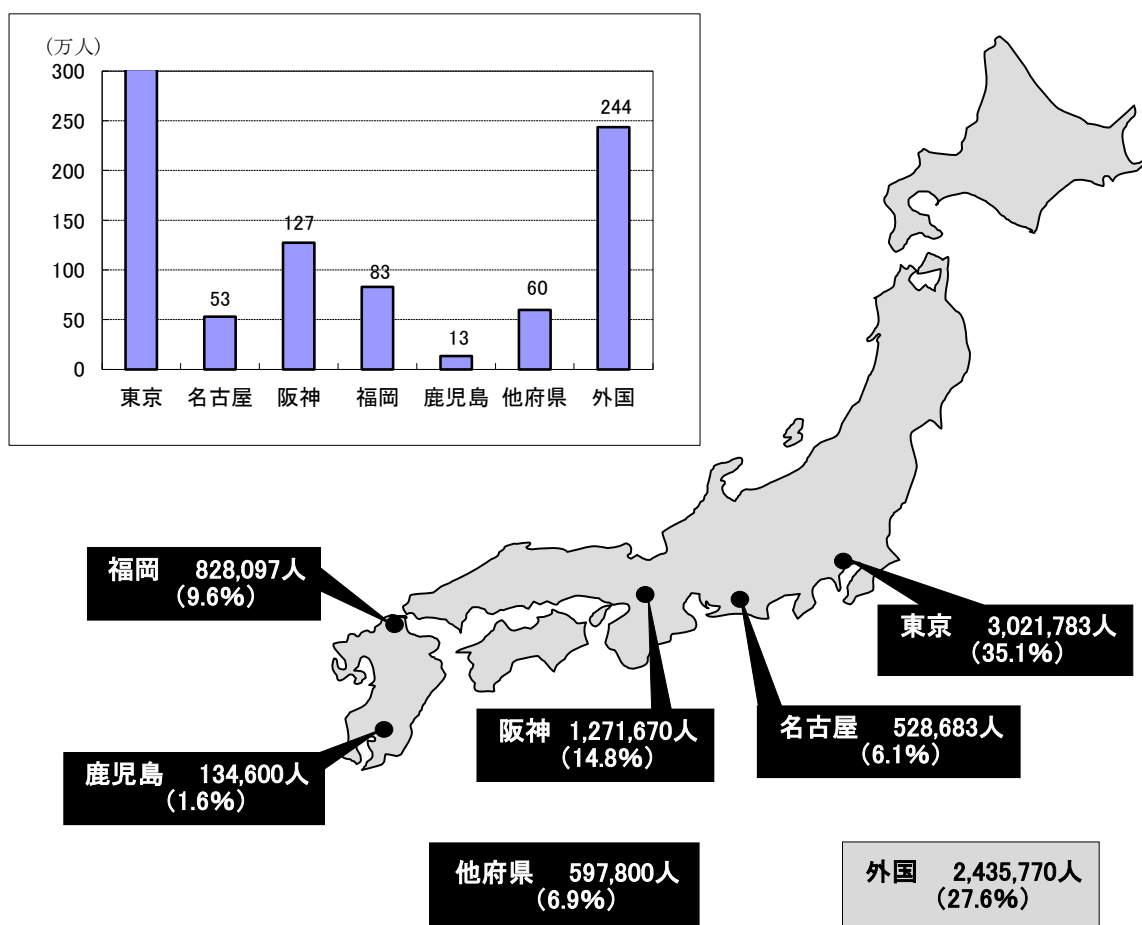 (万人)
300
250
200
150
100
50
0
53
127
83
13
60
244
東京 名古屋 阪神 福岡 鹿児島 他府県 外国
福岡 828,097人
(9.6%)
東京 3,021,783人
(35.1%)
阪神 1,271,670人
(14.8%)
名古屋 528,683人
(6.1%)
鹿児島 134,600人
(1.6%)
他府県 597,800人
(6.9%)
外国 2,435,770人
(27.6%)